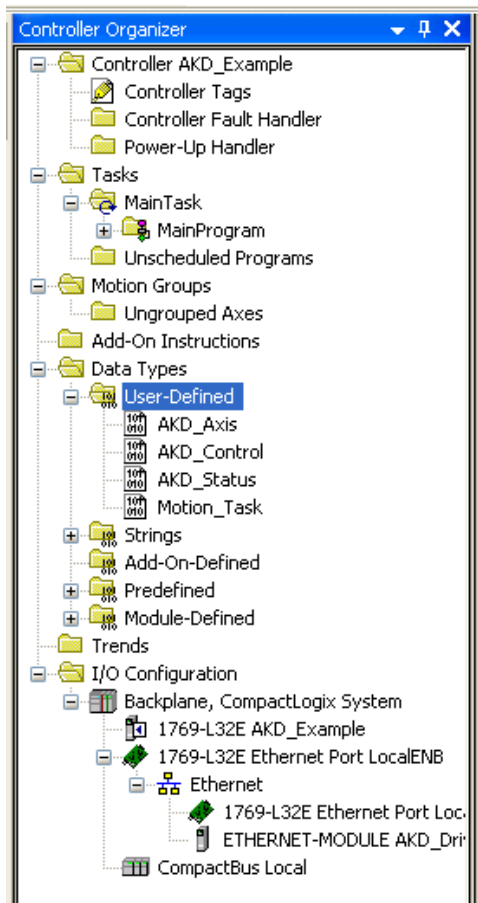 Controller Organizer
Controller AKD_Example
Controller Tags
Controller Fault Handler
Power-Up Handler
Tasks
MainTask
MainProgram
Unscheduled Programs
Motion Groups
Ungrouped Axes
Add-On Instructions
Data Types
User-Defined
AKD_Axis
AKD_Control
AKD_Status
Motion_Task
Strings
Add-On-Defined
Predefined
Module-Defined
Trends
I/O Configuration
Backplane, CompactLogix System
1769-L32E AKD_Example
1769-L32E Ethernet Port LocalENB
Ethernet
1769-L32E Ethernet Port Loc
ETHERNET-MODULE AKD_Dri
CompactBus Local